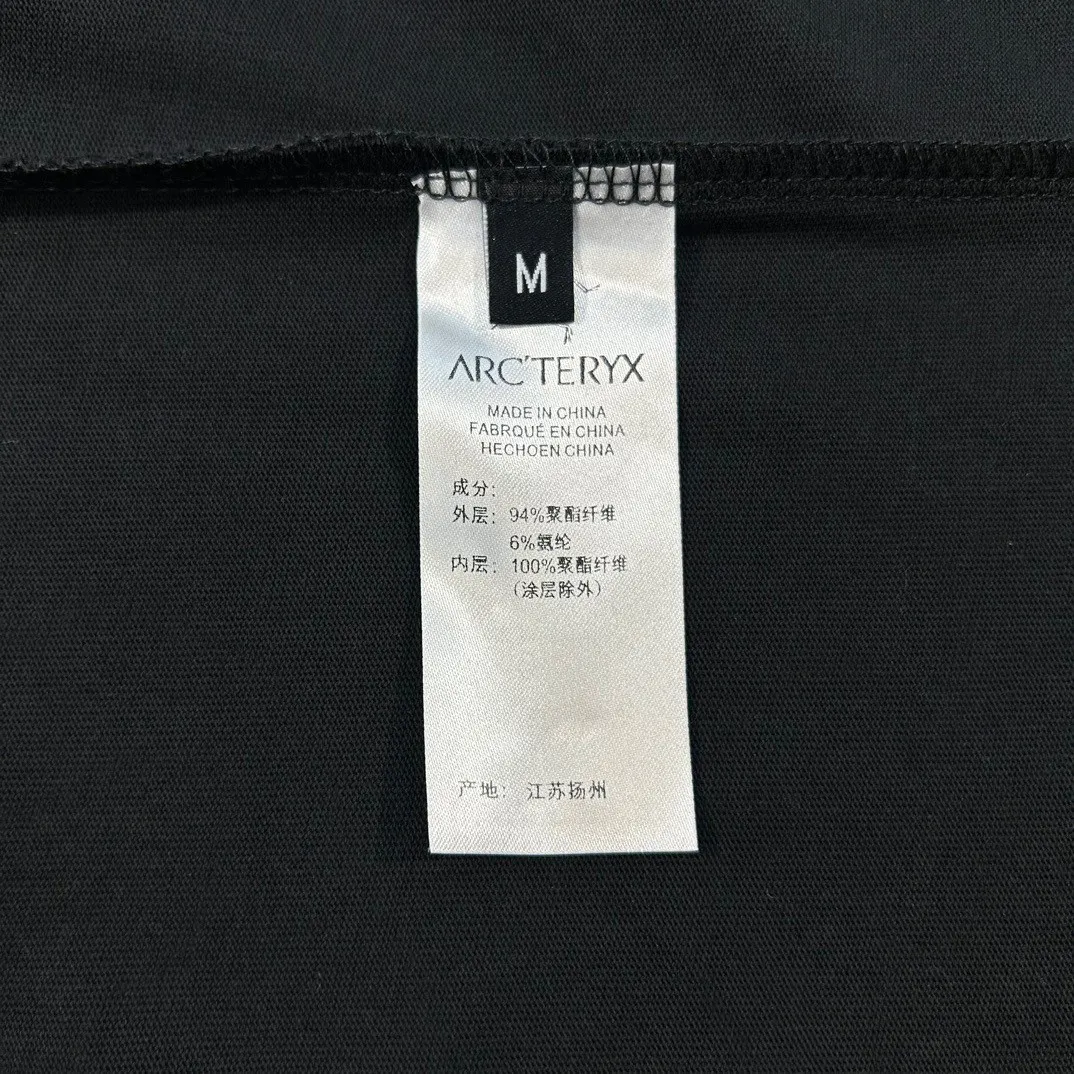 M
ARC'TERYX
MADE IN CHINA
FABRQUÉ EN CHINA
HECHOEN CHINA
成分：
外层：94%聚酯纤维
6%氨纶
内层：100%聚酯纤维
（涂层除外）
产地：江苏扬州